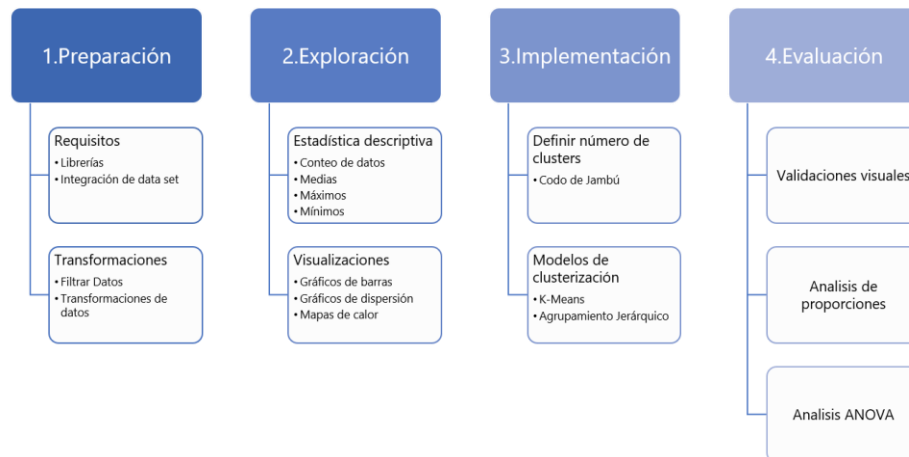 1.Preparación
Requisitos
• Librerías
• Integración de data set
Transformaciones
• Filtrar Datos
• Transformaciones de
datos
2.Exploración
Estadística descriptiva
• Conteo de datos
• Medias
• Máximos
• Mínimos
Visualizaciones
• Gráficos de barras
• Gráficos de dispersión
• Mapas de calor
3.Implementación
Definir número de
clusters
• Codo de Jambú
Modelos de
clusterización
• K-Means
• Agrupamiento Jerárquico
4.Evaluación
Validaciones visuales
Analisis de
proporciones
Analisis ANOVA